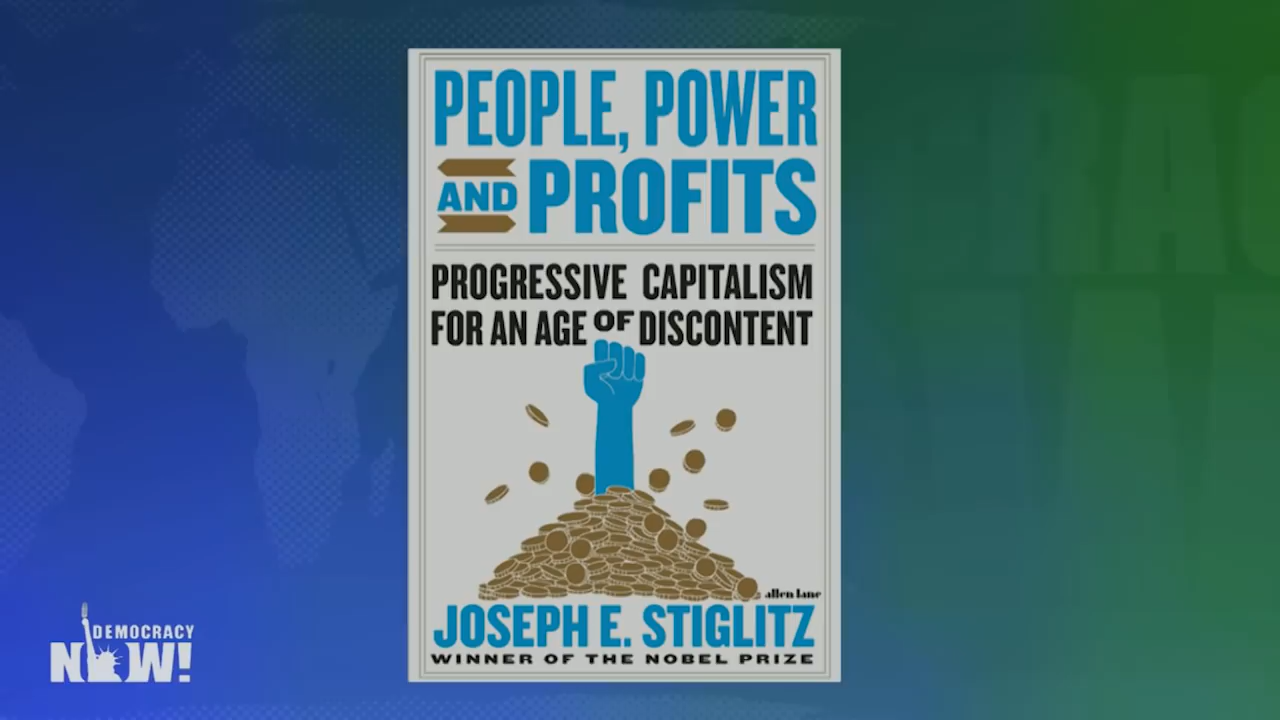 PEOPLE, POWER
AND PROFITS
PROGRESSIVE CAPITALISM
FOR AN AGE OF DISCONTENT
allen lane
JOSEPH E. STIGLITZ
WINNER OF THE NOBEL PRIZE
DEMOCRACY
NOW!